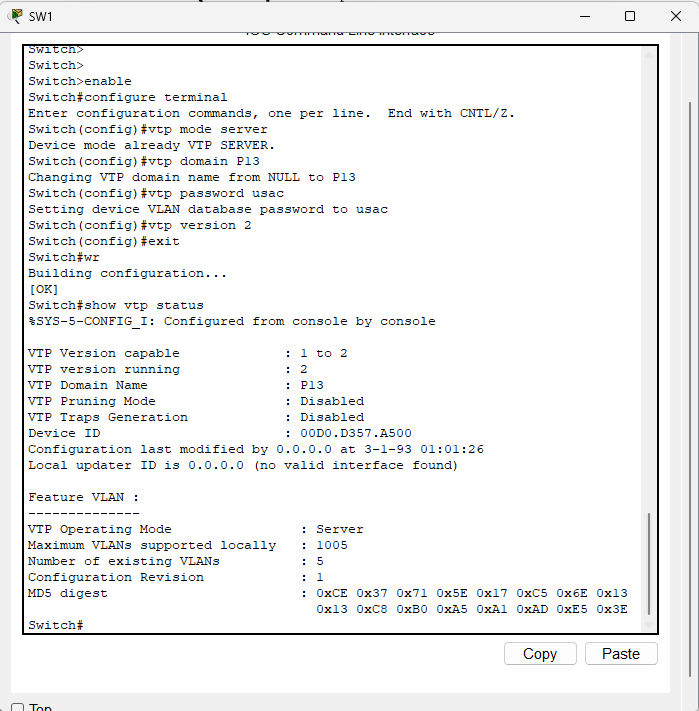 SW1
IOS Command Line Interface
Switch>
Switch>
Switch>enable
Switch#configure terminal
Enter configuration commands, one per line.  End with CNTL/Z.
Switch(config)#vtp mode server
Device mode already VTP SERVER.
Switch(config)#vtp domain P13
Changing VTP domain name from NULL to P13
Switch(config)#vtp password usac
Setting device VLAN database password to usac
Switch(config)#vtp version 2
Switch(config)#exit
Switch#wr
Building configuration...
[OK]
Switch#show vtp status
%SYS-5-CONFIG_I: Configured from console by console
VTP Version capable : 1 to 2
VTP version running : 2
VTP Domain Name : P13
VTP Pruning Mode : Disabled
VTP Traps Generation : Disabled
Device ID : 00D0.D357.A500
Configuration last modified by 0.0.0.0 at 3-1-93 01:01:26
Local updater ID is 0.0.0.0 (no valid interface found)
Feature VLAN :
--------------
VTP Operating Mode : Server
Maximum VLANs supported locally : 1005
Number of existing VLANs : 5
Configuration Revision : 1
MD5 digest : 0xCE 0x37 0x71 0x5E 0x17 0xC5 0x6E 0x13
0x13 0xC8 0xB0 0xA5 0xA1 0xAD 0xE5 0x3E
Switch#
Copy Paste
Top